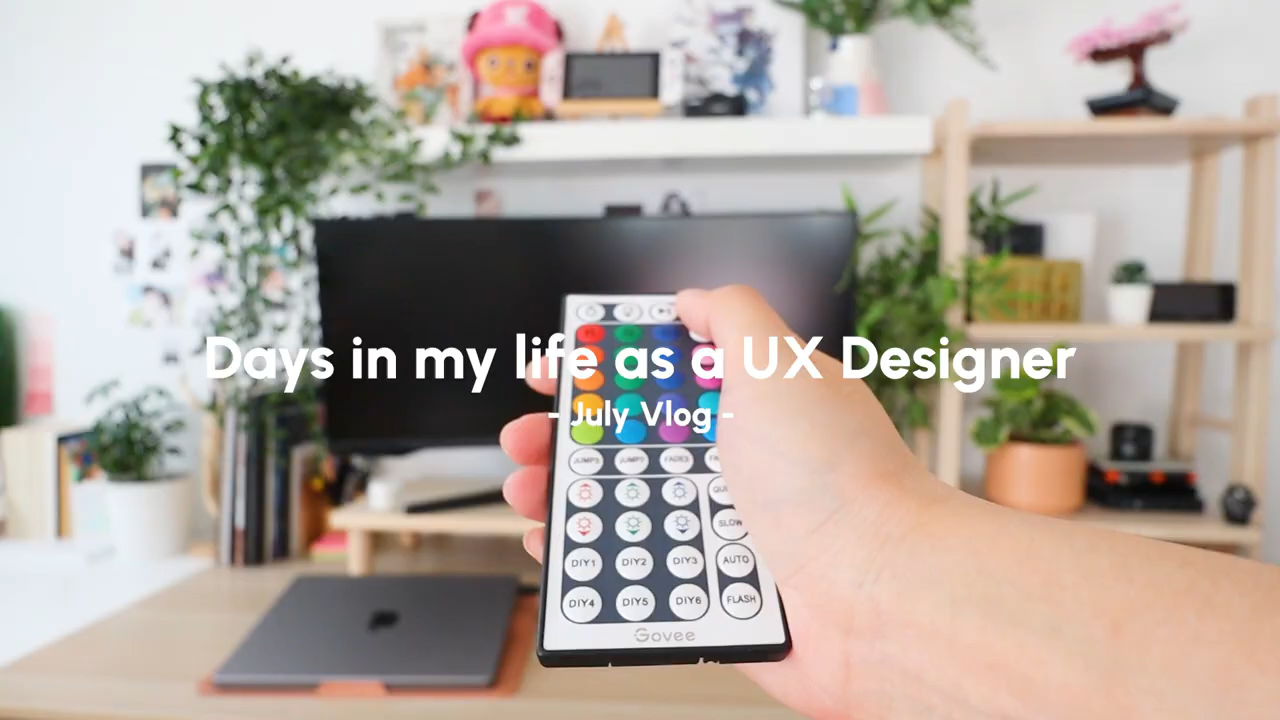 Days in my life as a UX Designer
- July Vlog -
JUMP3 JUMP7 FADE3
SLOW
DIY1 DIY2 DIY3 AUTO
DIY4 DIY5 DIY6 FLASH
Govee